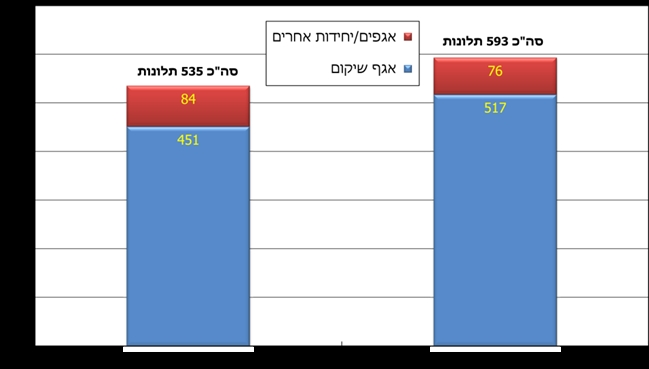 אגפים/יחידות אחרים
אגף שיקום
סה"כ 593 תלונות
סה"כ 535 תלונות
76
84
517
451